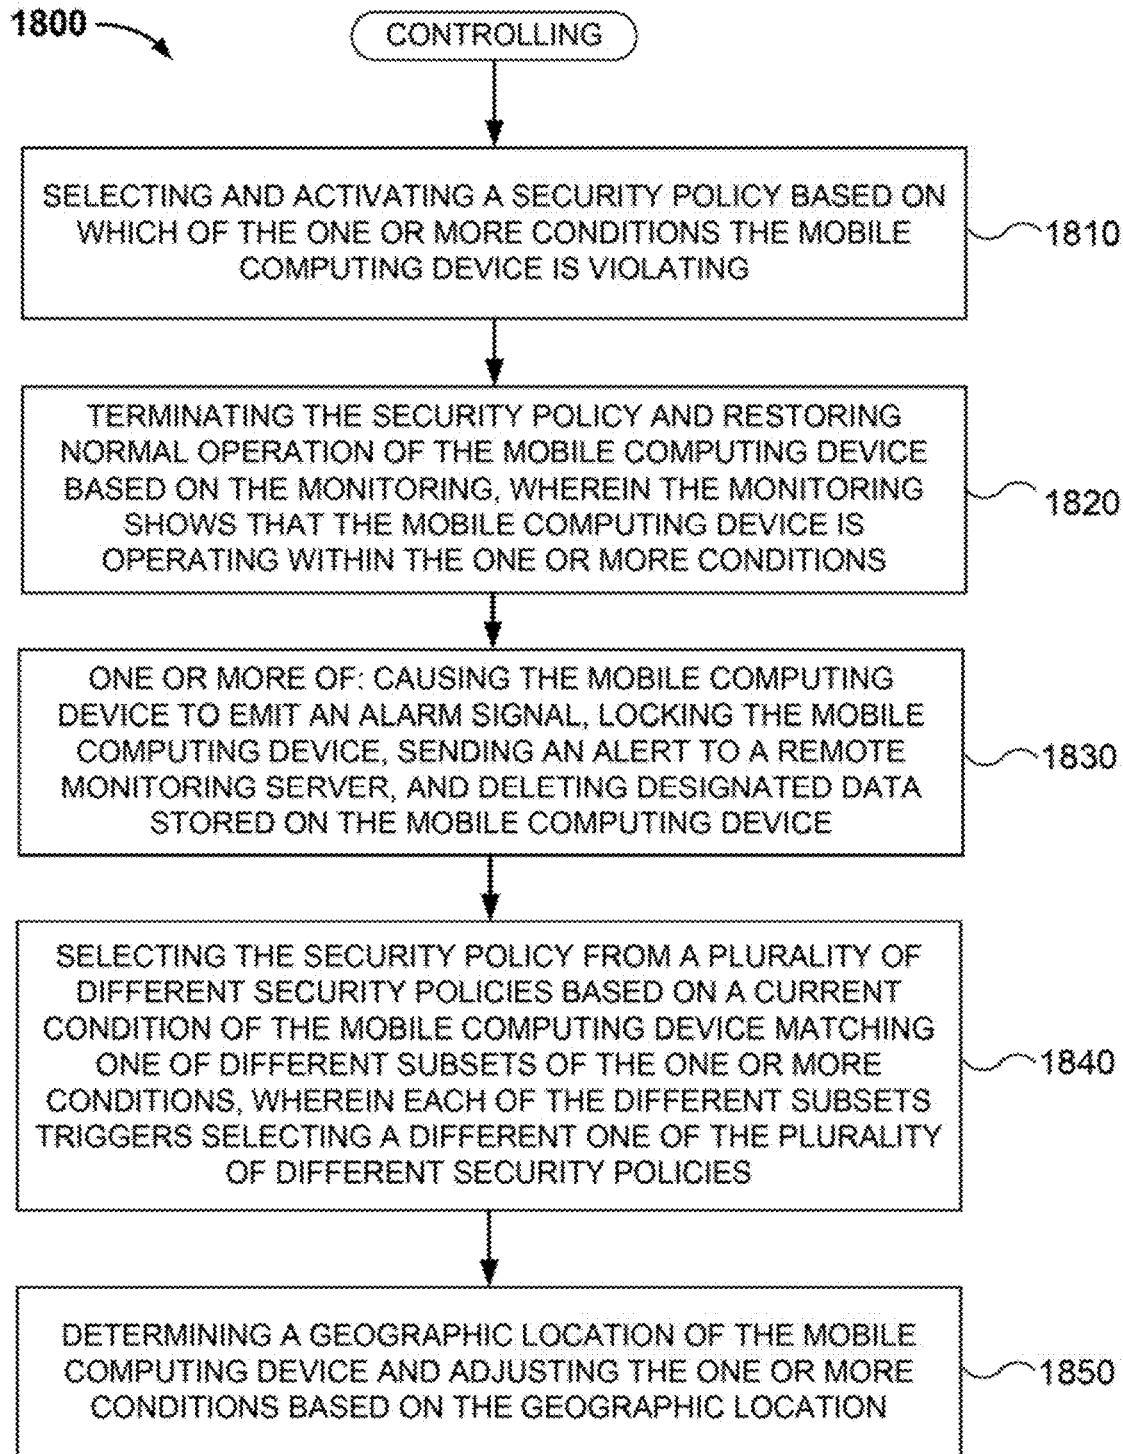 1800
CONTROLLING
SELECTING AND ACTIVATING A SECURITY POLICY BASED ON
WHICH OF THE ONE OR MORE CONDITIONS THE MOBILE
COMPUTING DEVICE IS VIOLATING
1810
TERMINATING THE SECURITY POLICY AND RESTORING
NORMAL OPERATION OF THE MOBILE COMPUTING DEVICE
BASED ON THE MONITORING, WHEREIN THE MONITORING
SHOWS THAT THE MOBILE COMPUTING DEVICE IS
OPERATING WITHIN THE ONE OR MORE CONDITIONS
1820
ONE OR MORE OF: CAUSING THE MOBILE COMPUTING
DEVICE TO EMIT AN ALARM SIGNAL, LOCKING THE MOBILE
COMPUTING DEVICE, SENDING AN ALERT TO A REMOTE
MONITORING SERVER, AND DELETING DESIGNATED DATA
STORED ON THE MOBILE COMPUTING DEVICE
1830
SELECTING THE SECURITY POLICY FROM A PLURALITY OF
DIFFERENT SECURITY POLICIES BASED ON A CURRENT
CONDITION OF THE MOBILE COMPUTING DEVICE MATCHING
ONE OF DIFFERENT SUBSETS OF THE ONE OR MORE
CONDITIONS, WHEREIN EACH OF THE DIFFERENT SUBSETS
TRIGGERS SELECTING A DIFFERENT ONE OF THE PLURALITY
OF DIFFERENT SECURITY POLICIES
1840
DETERMINING A GEOGRAPHIC LOCATION OF THE MOBILE
COMPUTING DEVICE AND ADJUSTING THE ONE OR MORE
CONDITIONS BASED ON THE GEOGRAPHIC LOCATION
1850